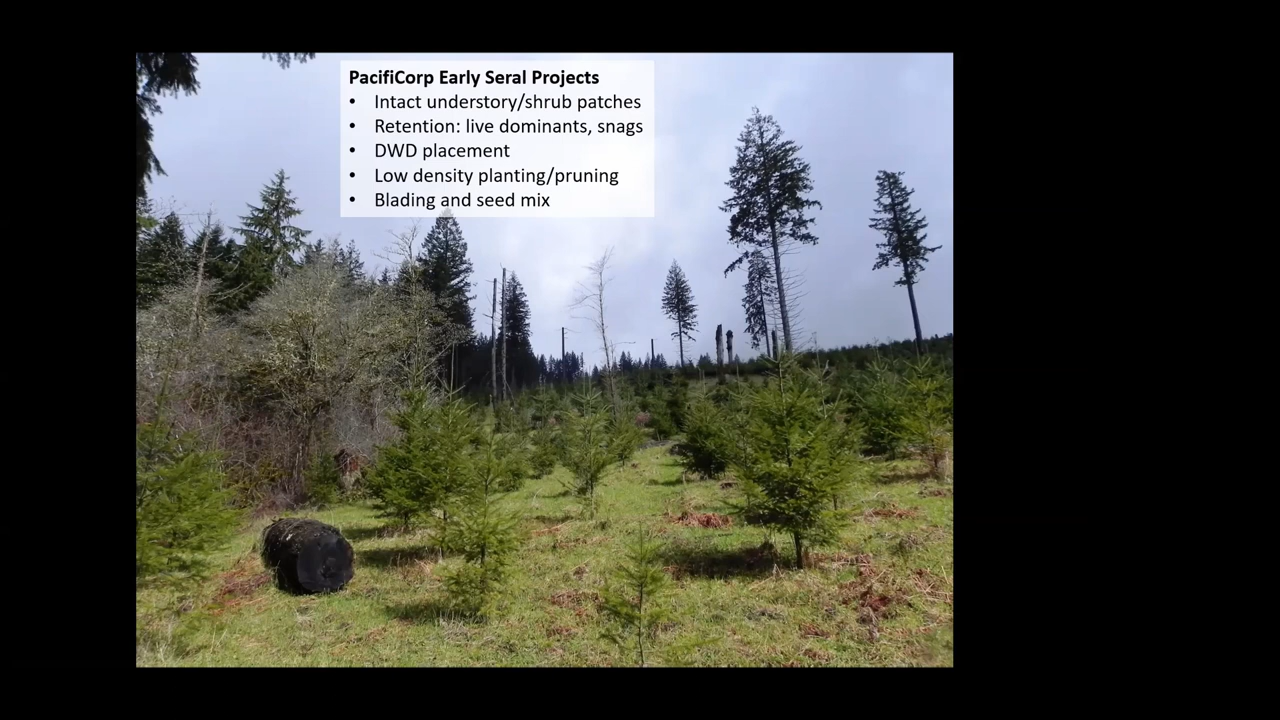 PacifiCorp Early Seral Projects
• Intact understory/shrub patches
• Retention: live dominants, snags
• DWD placement
• Low density planting/pruning
• Blading and seed mix